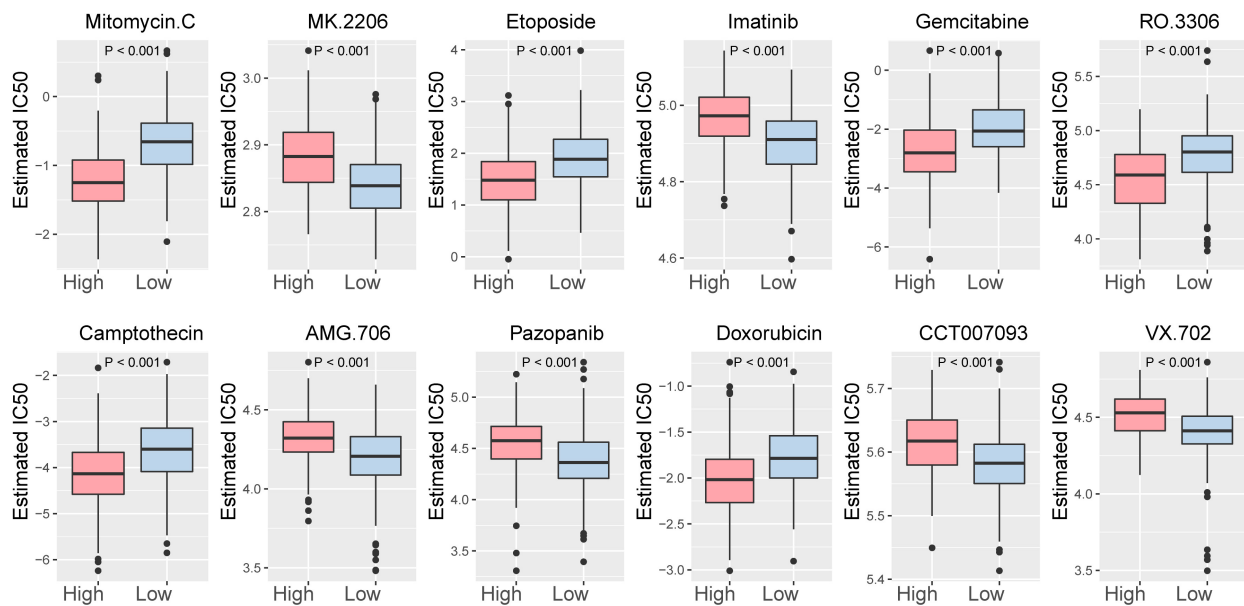 Mitomycin.C
P < 0.001
Estimated IC50
0
−1
−2
High Low
MK.2206
P < 0.001
Estimated IC50
3.0
2.9
2.8
High Low
Etoposide
P < 0.001
Estimated IC50
4
3
2
1
0
High Low
Imatinib
P < 0.001
Estimated IC50
5.0
4.8
4.6
High Low
Gemcitabine
P < 0.001
Estimated IC50
0
−2
−4
−6
High Low
RO.3306
P < 0.001
Estimated IC50
5.5
5.0
4.5
4.0
High Low
Camptothecin
P < 0.001
Estimated IC50
−2
−3
−4
−5
−6
High Low
AMG.706
P < 0.001
Estimated IC50
4.5
4.0
3.5
High Low
Pazopanib
P < 0.001
Estimated IC50
5.0
4.5
4.0
3.5
High Low
Doxorubicin
P < 0.001
Estimated IC50
−1.0
−1.5
−2.0
−2.5
−3.0
High Low
CCT007093
P < 0.001
Estimated IC50
5.7
5.6
5.5
5.4
High Low
VX.702
P < 0.001
Estimated IC50
4.5
4.0
3.5
High Low